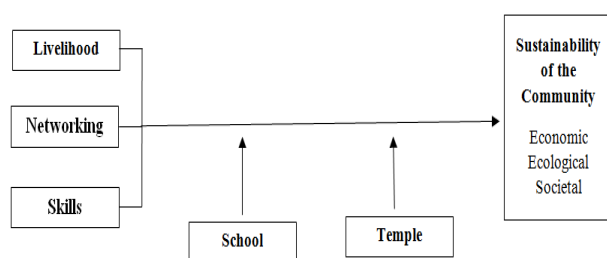 Livelihood
Networking
Skills
School
Temple
Sustainability
of the
Community
Economic
Ecological
Societal